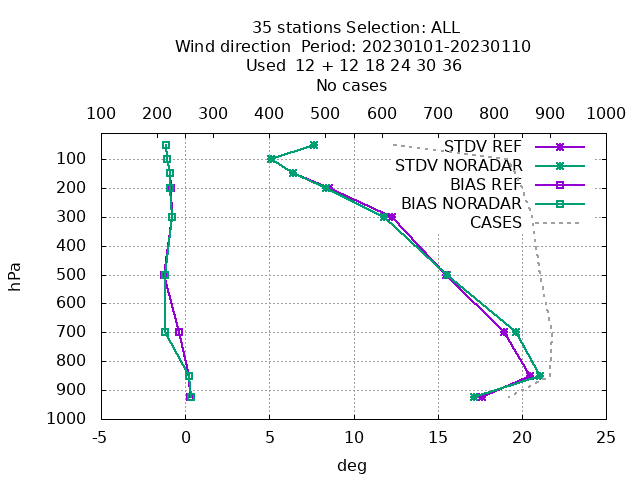 35 stations Selection: ALL
Wind direction  Period: 20230101-20230110
Used  12 + 12 18 24 30 36
No cases
100 200 300 400 500 600 700 800 900 1000
STDV REF
STDV NORADAR
BIAS REF
BIAS NORADAR
CASES
100
200
300
400
500
600
700
800
900
1000
hPa
-5 0 5 10 15 20 25
deg